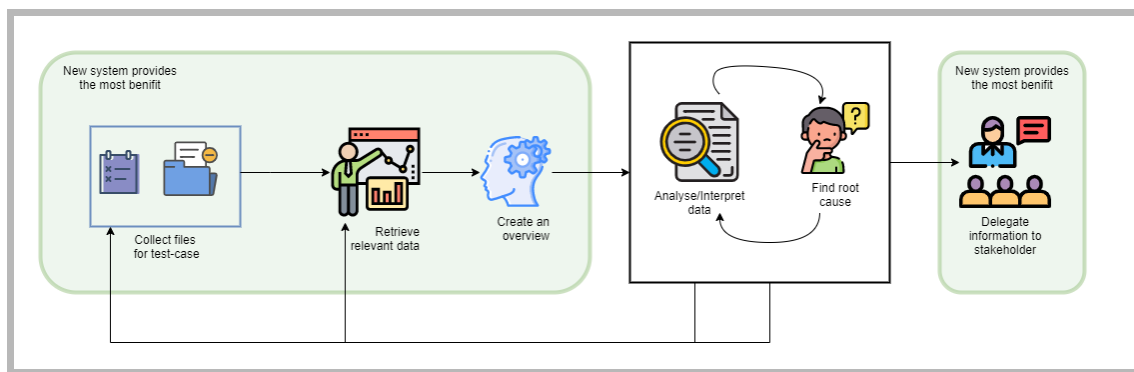 New system provides
the most benifit
Collect files
for test-case
Retrieve
relevant data
Create an
overview
Analyse/Interpret
data
?
Find root
cause
New system provides
the most benifit
Delegate
information to
stakeholder